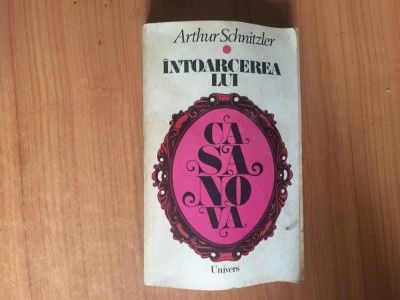 Arthur Schnitzler
ÎNTOARCEREA
LUI
CA
SA
NO
VA
Univers